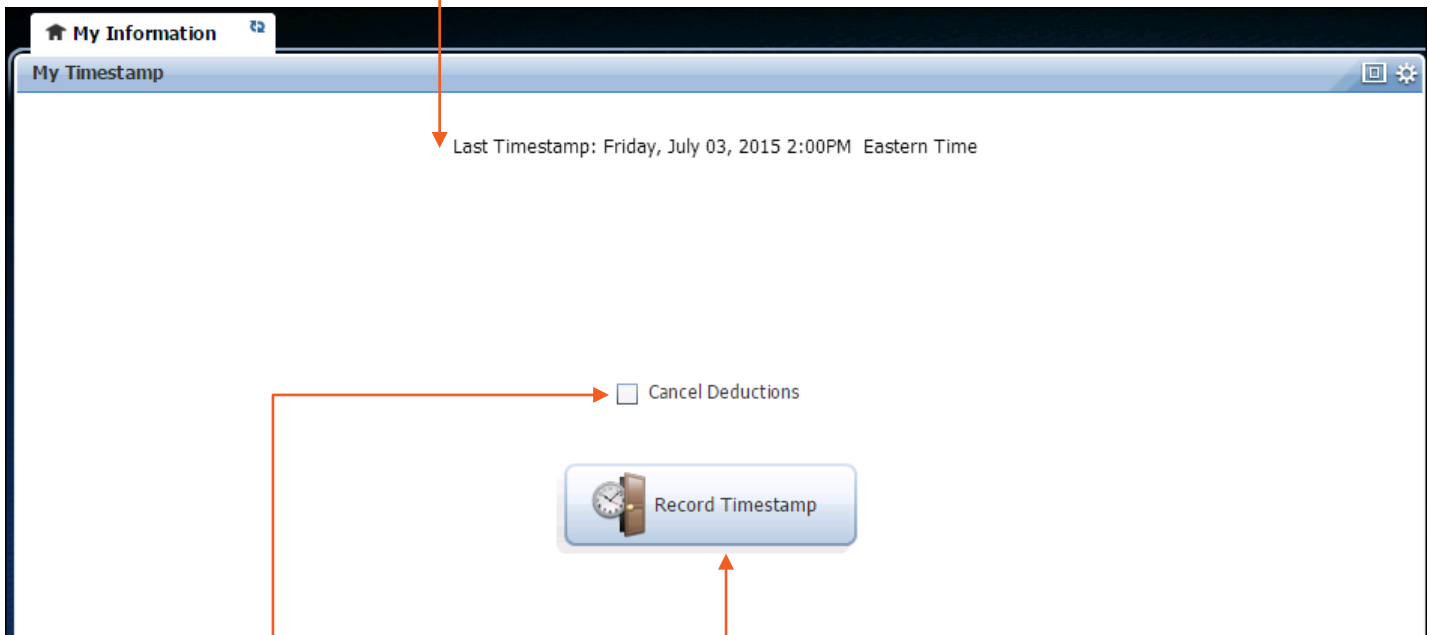 My Information
My Timestamp
Last Timestamp: Friday, July 03, 2015 2:00PM Eastern Time
Cancel Deductions
Record Timestamp